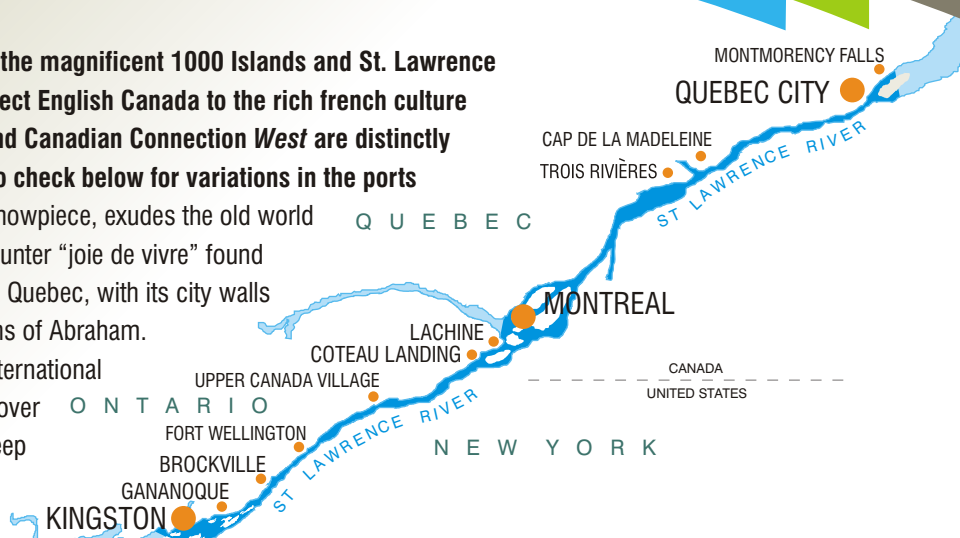 the magnificent 1000 Islands and St. Lawrence
ect English Canada to the rich french culture
nd Canadian Connection West are distinctly
o check below for variations in the ports
howpiece, exudes the old world
unter “joie de vivre” found
Quebec, with its city walls
ns of Abraham.
ternational
over
eep
MONTMORENCY FALLS
QUEBEC CITY
CAP DE LA MADELEINE
TROIS RIVIÈRES
ST LAWRENCE RIVER
QUEBEC
MONTREAL
LACHINE
COTEAU LANDING
UPPER CANADA VILLAGE
CANADA
UNITED STATES
ONTARIO
ST LAWRENCE RIVER
NEW YORK
FORT WELLINGTON
BROCKVILLE
GANANOQUE
KINGSTON